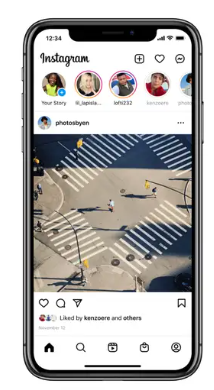 12:34
Instagram
Your Story
lil_lapisla...
lofti232
kenzoere
photosbyen
Liked by kenzoere and others
November 12